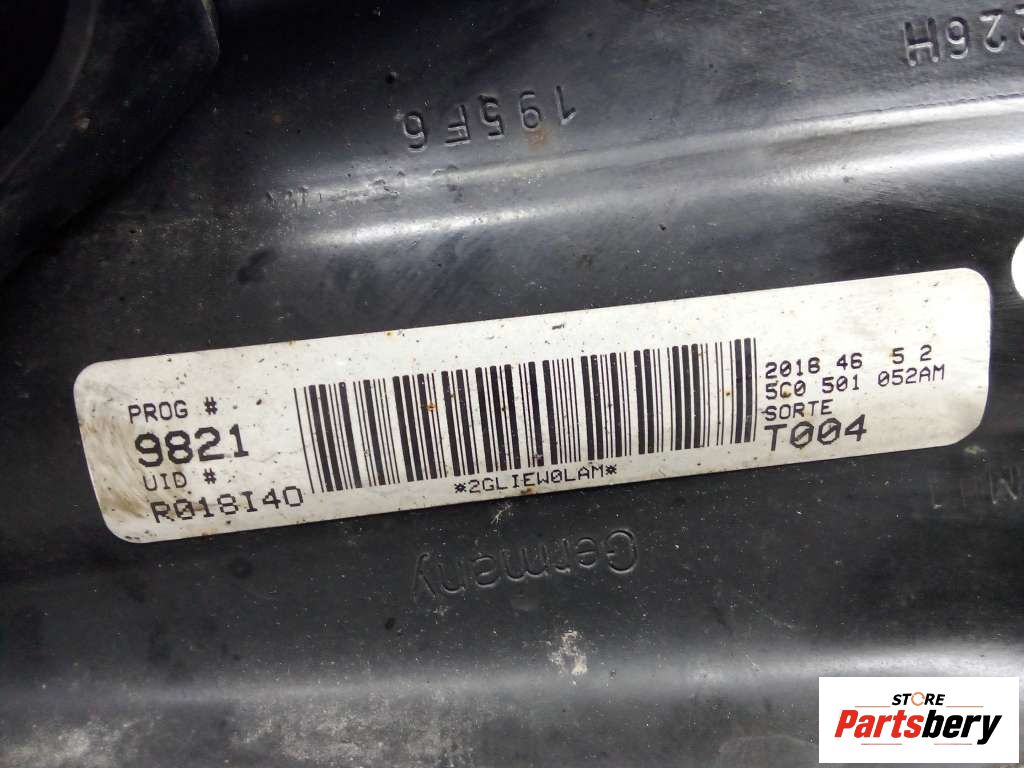 226H
195F6
PROG #
9821
UID #
R018I40
*2GLIEW0LAM*
2018 46 5 2
5C0 501 052AM
SORTE
T004
Germany
STORE
Partsbery